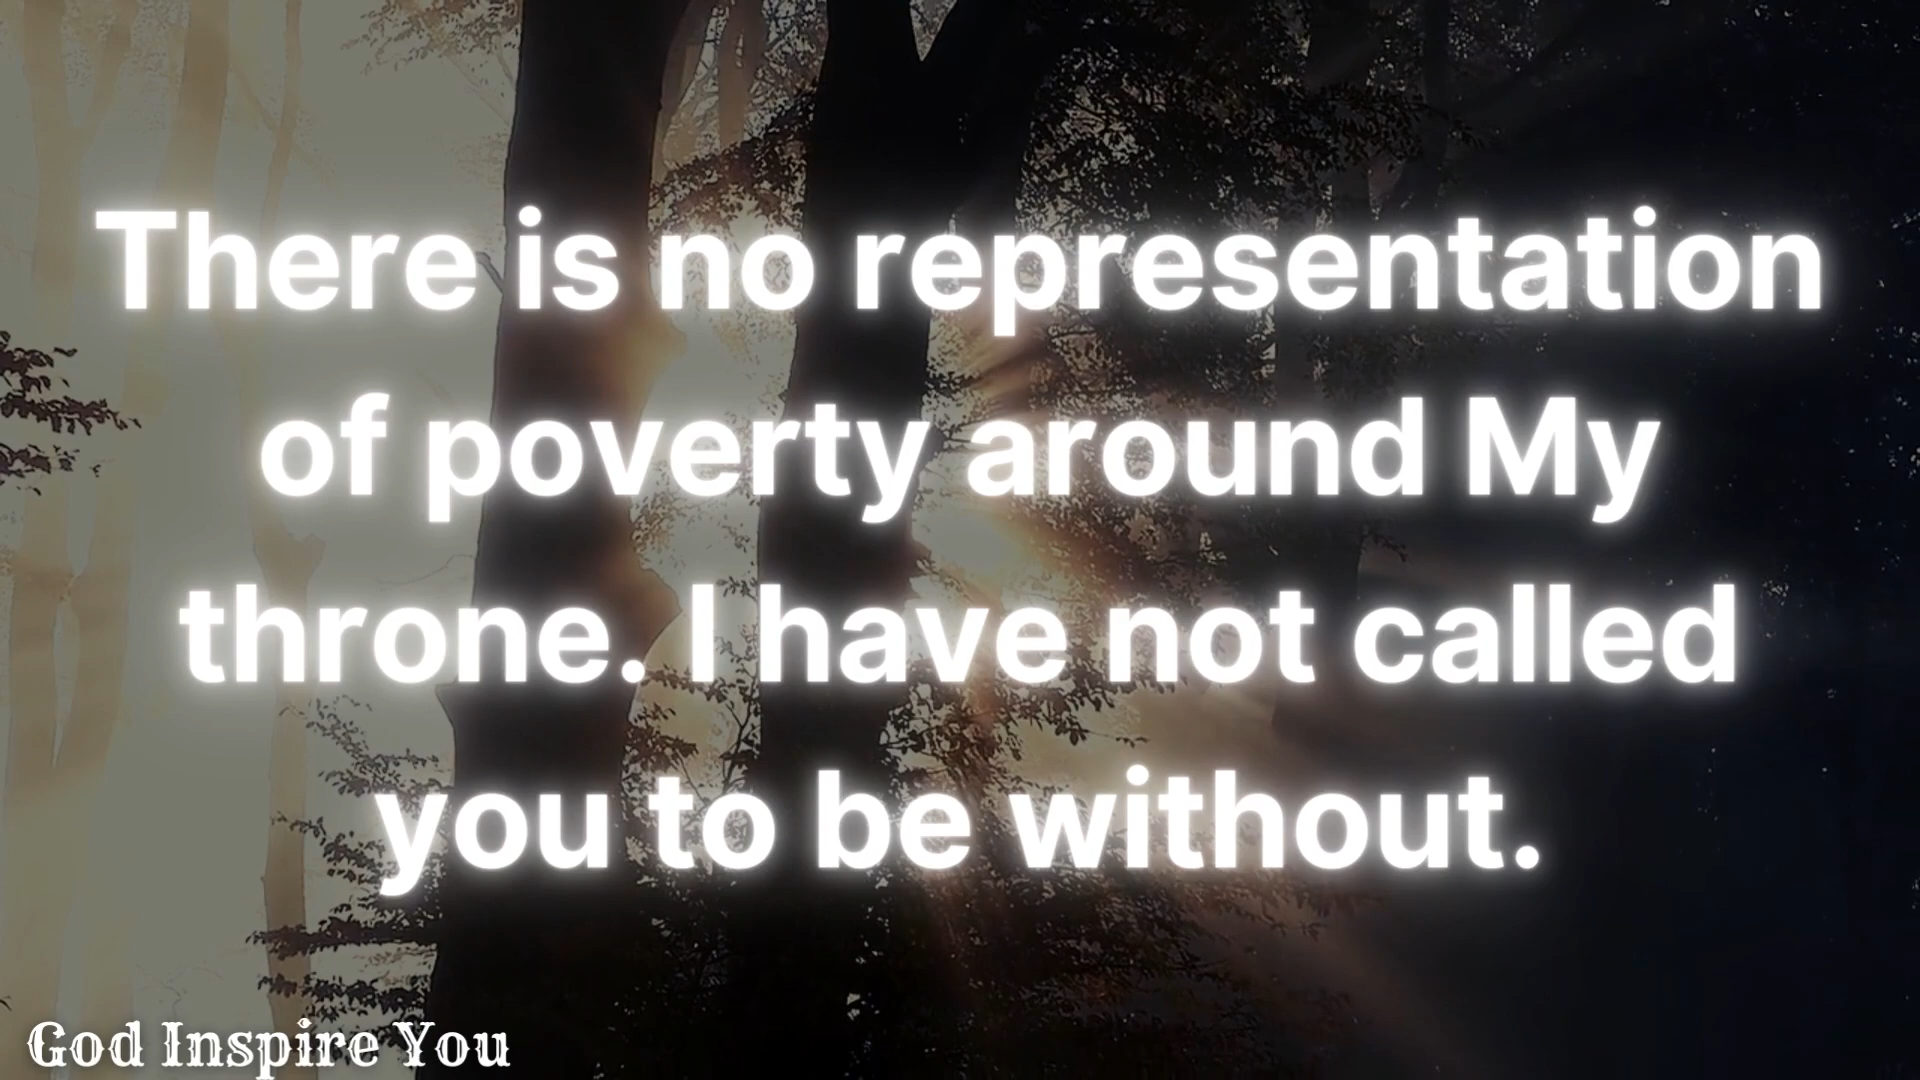 There is no representation
of poverty around My
throne. I have not called
you to be without.
God Inspire You